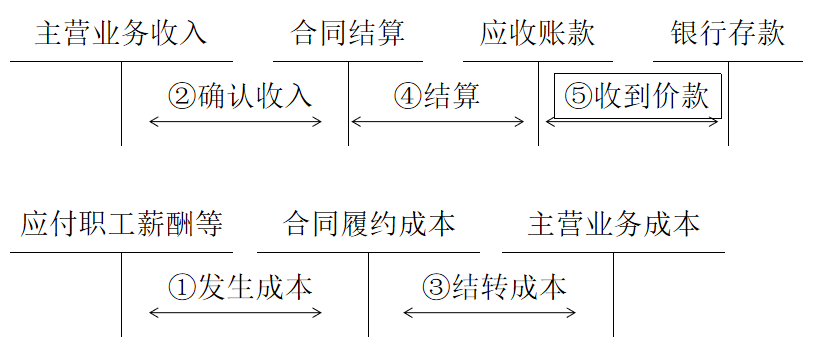 主营业务收入 合同结算 应收账款 银行存款
②确认收入 ④结算 ⑤收到价款
应付职工薪酬等 合同履约成本 主营业务成本
①发生成本 ③结转成本